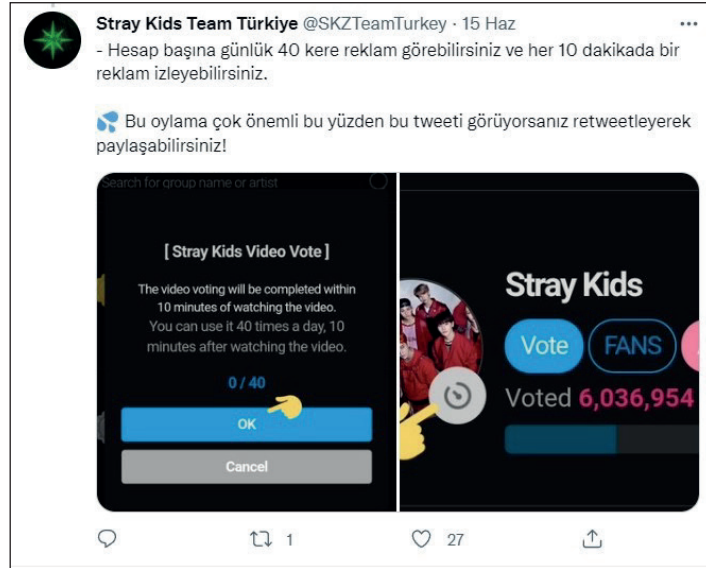 Stray Kids Team Türkiye @SKZTeamTurkey · 15 Haz
- Hesap başına günlük 40 kere reklam görebilirsiniz ve her 10 dakikada bir
reklam izleyebilirsiniz.
💦 Bu oylama çok önemli bu yüzden bu tweeti görüyorsanız retweetleyerek
paylaşabilirsiniz!
Search for group name or artist
[ Stray Kids Video Vote ]
The video voting will be completed within
10 minutes of watching the video.
You can use it 40 times a day, 10
minutes after watching the video.
0 / 40
OK
Cancel
Stray Kids
Vote FANS
Voted 6,036,954
1 27